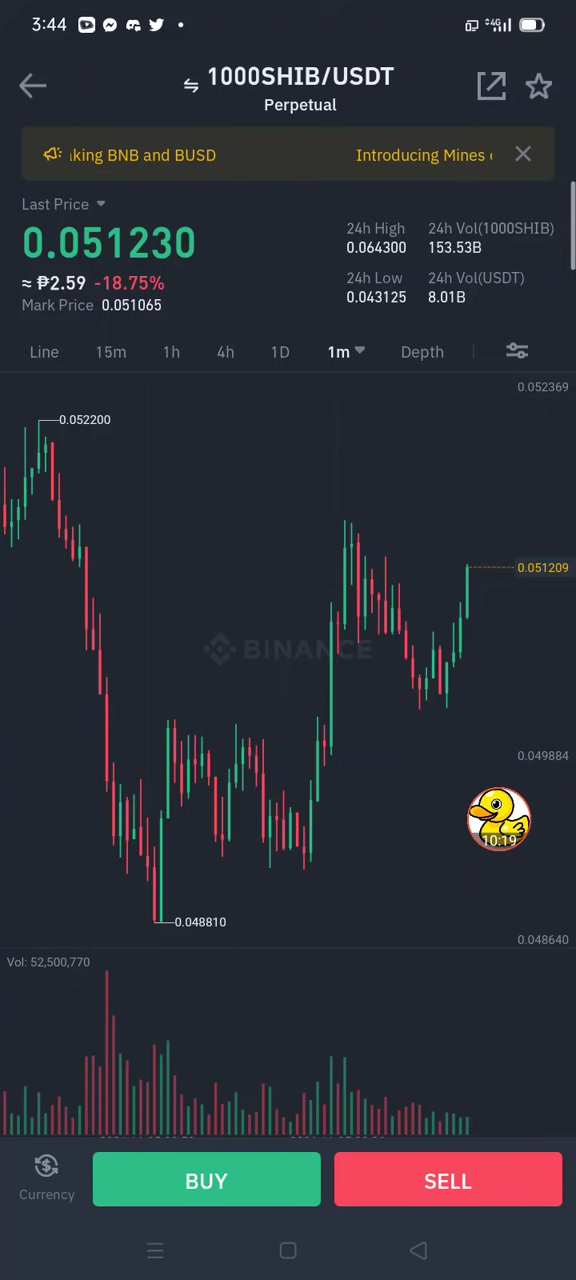 3:44
4G
1000SHIB/USDT
Perpetual
aking BNB and BUSD Introducing Mines
Last Price
0.051230
≈ ₱2.59 -18.75%
Mark Price 0.051065
24h High
0.064300
24h Vol(1000SHIB)
153.53B
24h Low
0.043125
24h Vol(USDT)
8.01B
Line 15m 1h 4h 1D 1m Depth
0.052369
0.052200
0.051209
BINANCE
0.049884
10:19
0.048810
0.048640
Vol: 52,500,770
Currency
BUY
SELL